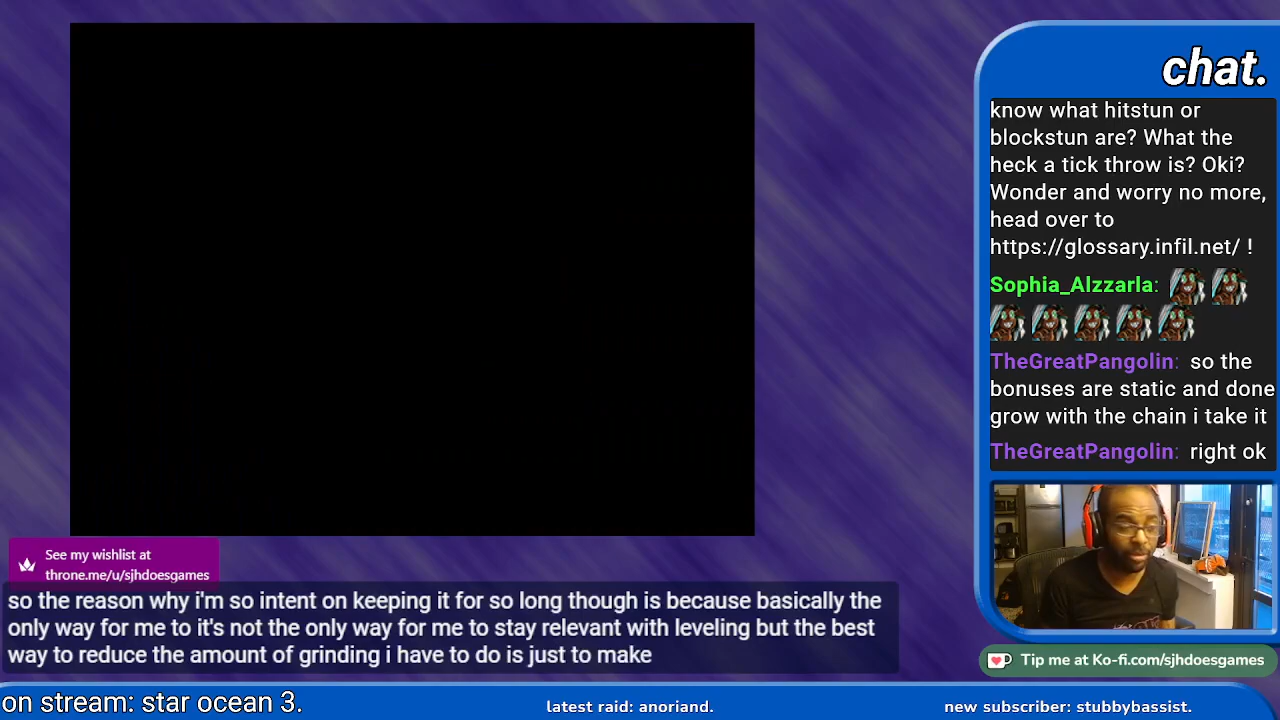 chat.
know what hitstun or
blockstun are? What the
heck a tick throw is? Oki?
Wonder and worry no more,
head over to
https://glossary.infil.net/ !
Sophia_Alzzarla:
TheGreatPangolin: so the
bonuses are static and done
grow with the chain i take it
TheGreatPangolin: right ok
See my wishlist at
throne.me/u/sjhdoesgames
so the reason why i'm so intent on keeping it for so long though is because basically the
only way for me to it's not the only way for me to stay relevant with leveling but the best
way to reduce the amount of grinding i have to do is just to make
Tip me at Ko-fi.com/sjhdoesgames
on stream: star ocean 3.
latest raid: anoriand.
new subscriber: stubbybassist.